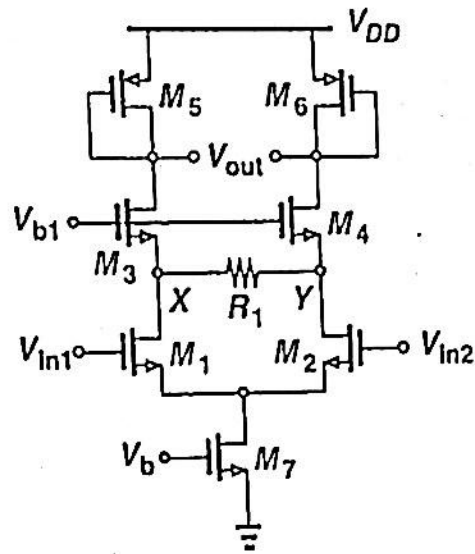 V_DD
M_5
M_6
V_out
V_b1
M_3
M_4
X
R_1
Y
V_in1
M_1
M_2
V_in2
V_b
M_7